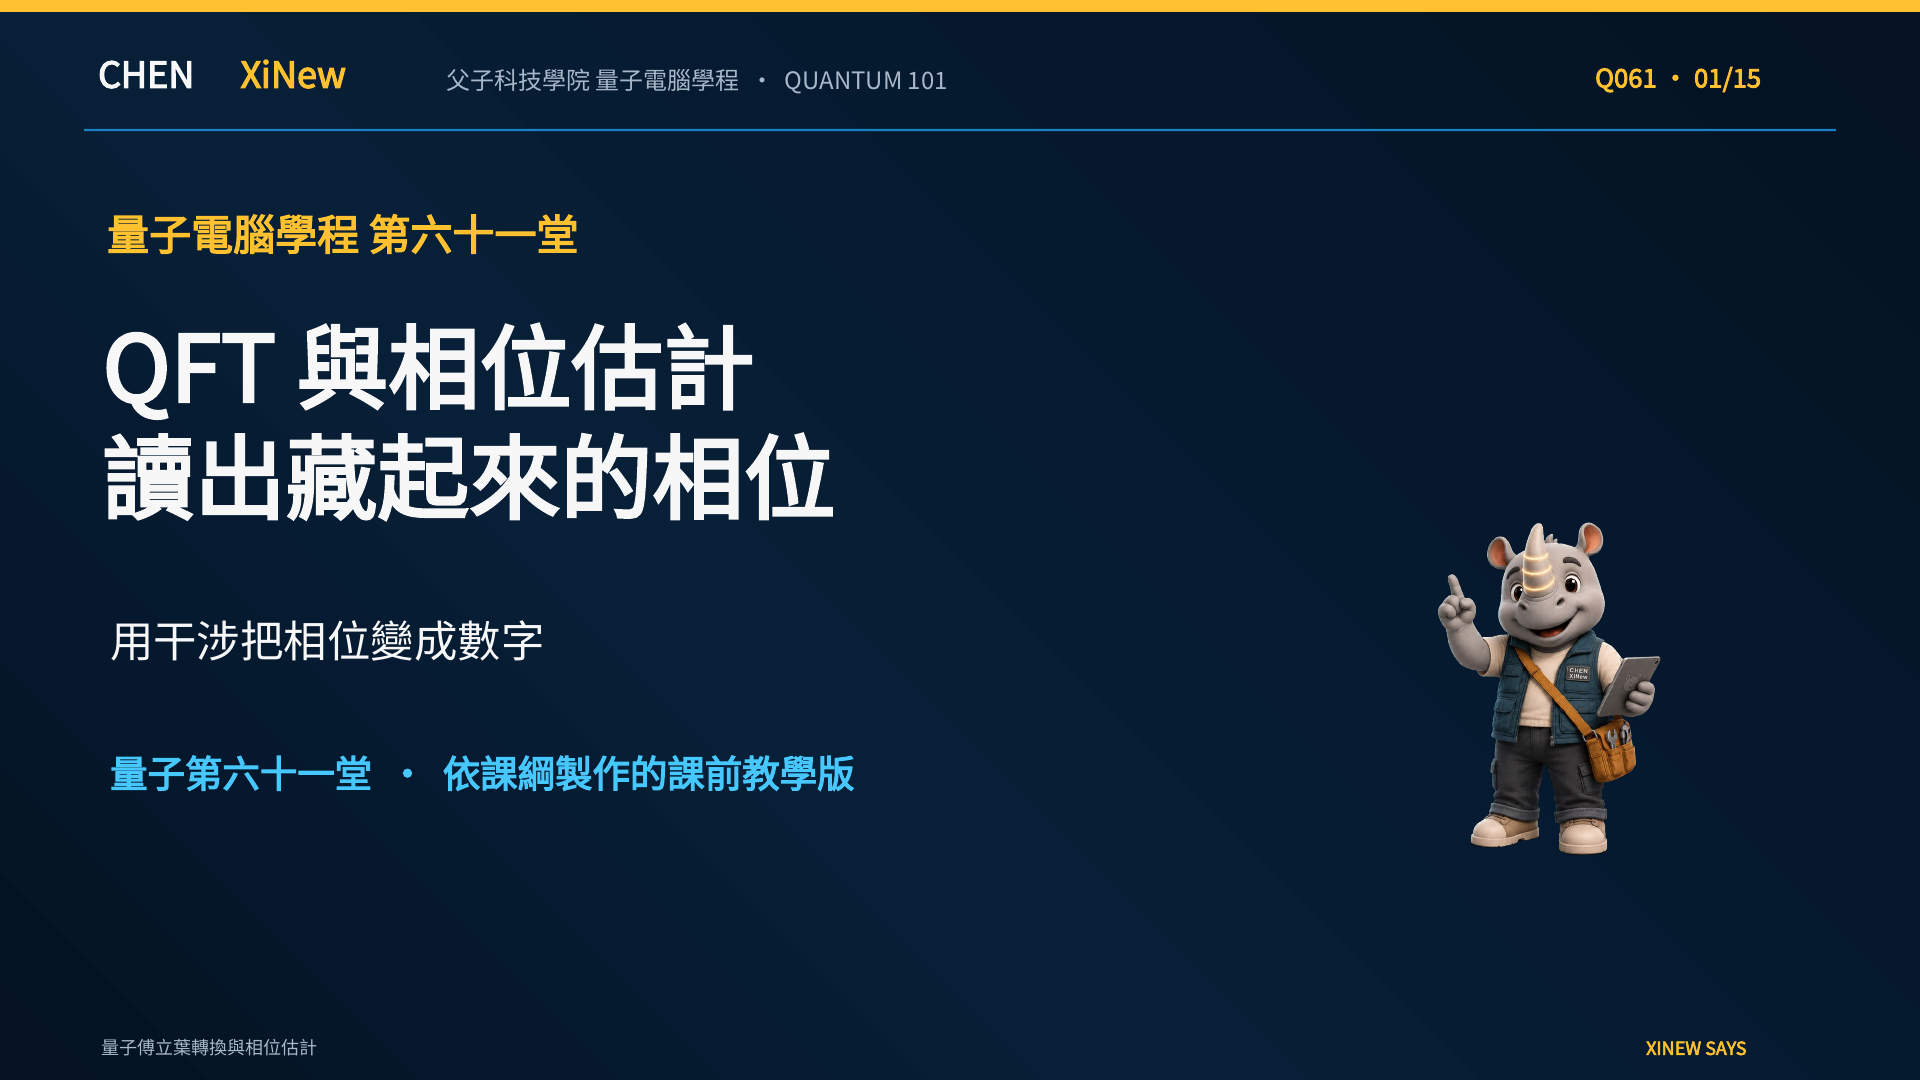 CHEN XiNew 父子科技學院 量子電腦學程 • QUANTUM 101 Q061 • 01/15
量子電腦學程 第六十一堂
QFT 與相位估計
讀出藏起來的相位
用干涉把相位變成數字
CHEN
XiNew
量子第六十一堂 • 依課綱製作的課前教學版
量子傅立葉轉換與相位估計 XINEW SAYS